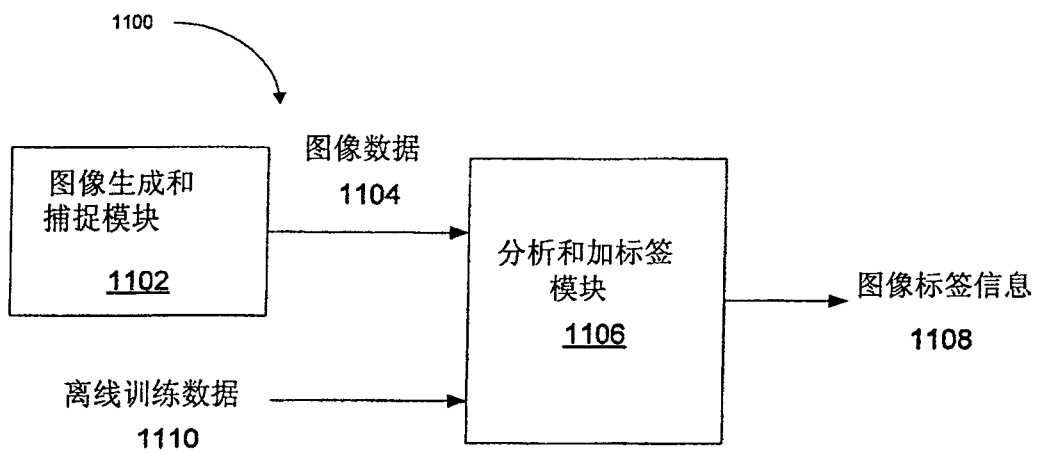 1100
图像生成和
捕捉模块
1102
图像数据
1104
分析和加标签
模块
1106
图像标签信息
1108
离线训练数据
1110